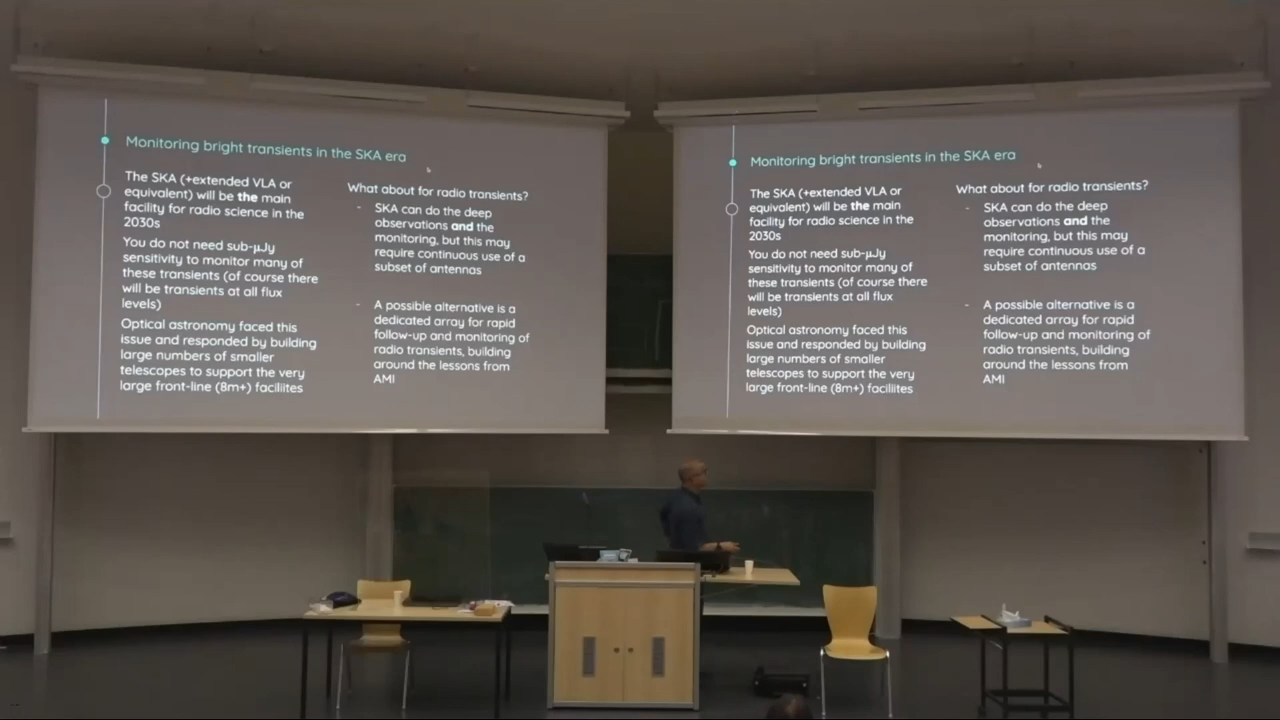 Monitoring bright transients in the SKA era
The SKA (+extended VLA or
equivalent) will be the main
facility for radio science in the
2030s
You do not need sub-μJy
sensitivity to monitor many of
these transients (of course there
will be transients at all flux
levels)
Optical astronomy faced this
issue and responded by building
large numbers of smaller
telescopes to support the very
large front-line (8m+) faciliites
What about for radio transients?
- SKA can do the deep
observations and the
monitoring, but this may
require continuous use of a
subset of antennas
- A possible alternative is a
dedicated array for rapid
follow-up and monitoring of
radio transients, building
around the lessons from
AMI
Monitoring bright transients in the SKA era
The SKA (+extended VLA or
equivalent) will be the main
facility for radio science in the
2030s
You do not need sub-μJy
sensitivity to monitor many of
these transients (of course there
will be transients at all flux
levels)
Optical astronomy faced this
issue and responded by building
large numbers of smaller
telescopes to support the very
large front-line (8m+) faciliites
What about for radio transients?
- SKA can do the deep
observations and the
monitoring, but this may
require continuous use of a
subset of antennas
- A possible alternative is a
dedicated array for rapid
follow-up and monitoring of
radio transients, building
around the lessons from
AMI